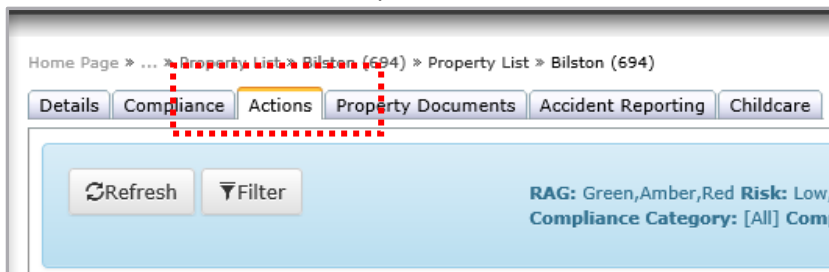 Home Page » ... » Property List » Bilston (694) » Property List » Bilston (694)
Details Compliance Actions Property Documents Accident Reporting Childcare
Refresh Filter RAG: Green,Amber,Red Risk: Low,
Compliance Category: [All] Com